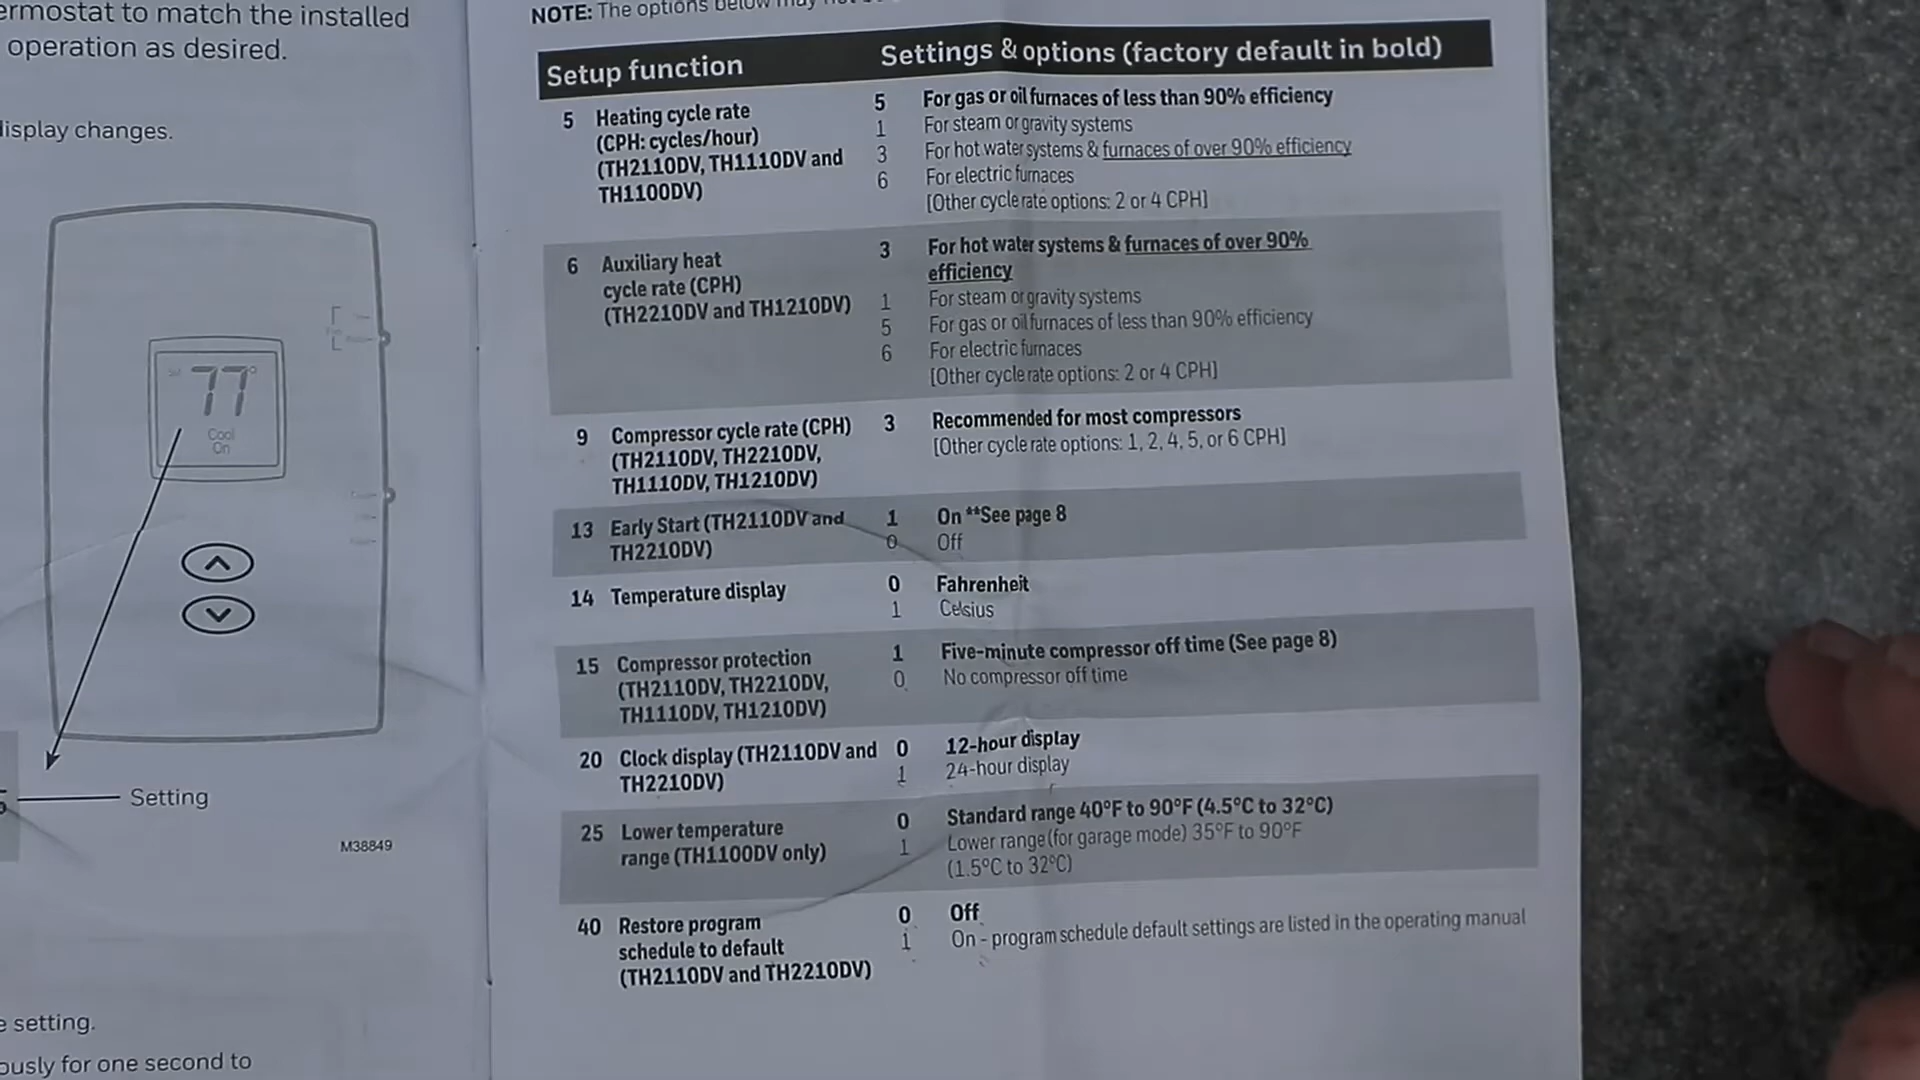 ermostat to match the installed
operation as desired.
display changes.
77°
Cool
On
Setting
M38849
e setting.
ously for one second to
NOTE: The options below may not be
Setup function Settings & options (factory default in bold)
5 Heating cycle rate 5 For gas or oil furnaces of less than 90% efficiency
(CPH: cycles/hour) 1 For steam or gravity systems
(TH2110DV, TH1110DV and 3 For hot water systems & furnaces of over 90% efficiency
TH1100DV) 6 For electric furnaces
[Other cycle rate options: 2 or 4 CPH]
6 Auxiliary heat 3 For hot water systems & furnaces of over 90%
cycle rate (CPH) efficiency
(TH2210DV and TH1210DV) 1 For steam or gravity systems
5 For gas or oil furnaces of less than 90% efficiency
6 For electric furnaces
[Other cycle rate options: 2 or 4 CPH]
9 Compressor cycle rate (CPH) 3 Recommended for most compressors
(TH2110DV, TH2210DV, [Other cycle rate options: 1, 2, 4, 5, or 6 CPH]
TH1110DV, TH1210DV)
13 Early Start (TH2110DV and 1 On **See page 8
TH2210DV) 0 Off
14 Temperature display 0 Fahrenheit
1 Celsius
15 Compressor protection 1 Five-minute compressor off time (See page 8)
(TH2110DV, TH2210DV, 0 No compressor off time
TH1110DV, TH1210DV)
20 Clock display (TH2110DV and 0 12-hour display
TH2210DV) 1 24-hour display
25 Lower temperature 0 Standard range 40°F to 90°F (4.5°C to 32°C)
range (TH1100DV only) 1 Lower range (for garage mode) 35°F to 90°F
(1.5°C to 32°C)
40 Restore program 0 Off
schedule to default 1 On - program schedule default settings are listed in the operating manual
(TH2110DV and TH2210DV)